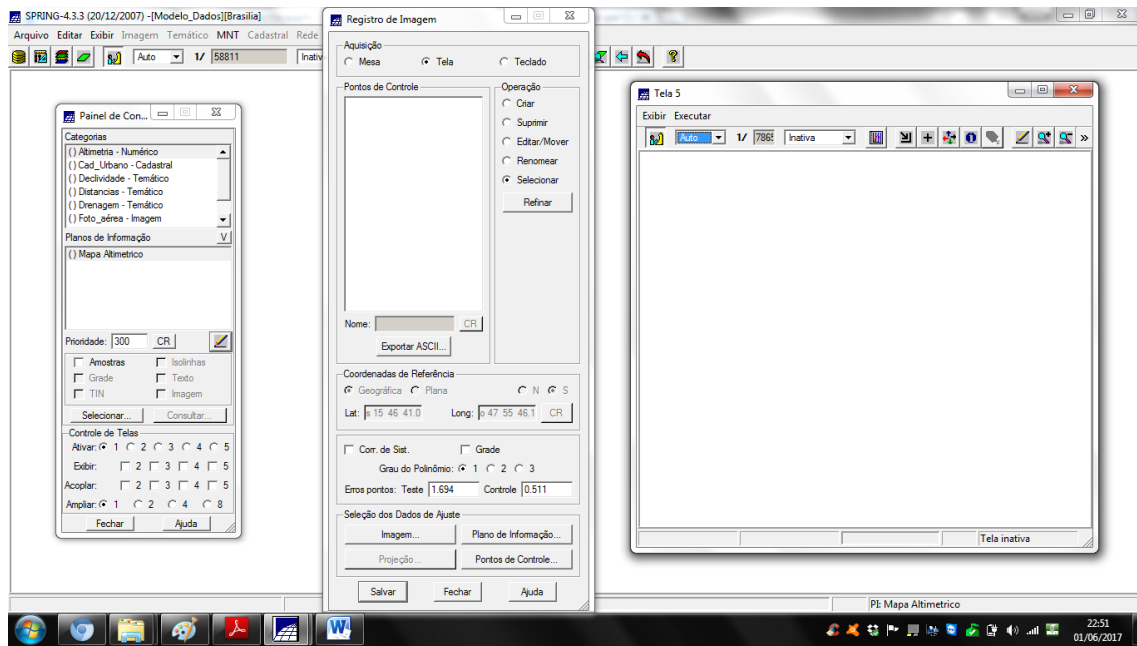 SPRING-4.3.3 (20/12/2007) -[Modelo_Dados][Brasilia]
Arquivo Editar Exibir Imagem Temático MNT Cadastral Rede
Auto 1/ 58811 Inativ
Painel de Con...
Categorias
( ) Altimetria - Numérico
( ) Cad_Urbano - Cadastral
( ) Declividade - Temático
( ) Distancias - Temático
( ) Drenagem - Temático
( ) Foto_aérea - Imagem
Planos de Informação V
( ) Mapa Altimetrico
Prioridade: 300 CR
Amostras Isolinhas
Grade Texto
TIN Imagem
Selecionar... Consultar...
Controle de Telas
Ativar: 1 2 3 4 5
Exibir: 2 3 4 5
Acoplar: 2 3 4 5
Ampliar: 1 2 4 8
Fechar Ajuda
Registro de Imagem
Aquisição
Mesa Tela Teclado
Pontos de Controle
Operação
Criar
Suprimir
Editar/Mover
Renomear
Selecionar
Refinar
Nome: CR
Exportar ASCII...
Coordenadas de Referência
Geográfica Plana N S
Lat: s 15 46 41.0 Long: o 47 55 46.1 CR
Corr. de Sist. Grade
Grau do Polinômio: 1 2 3
Erros pontos: Teste 1.694 Controle 0.511
Seleção dos Dados de Ajuste
Imagem... Plano de Informação...
Projeção... Pontos de Controle...
Salvar Fechar Ajuda
Tela 5
Exibir Executar
Auto 1/ 7865 Inativa
Tela inativa
PI: Mapa Altimetrico
22:51
01/06/2017